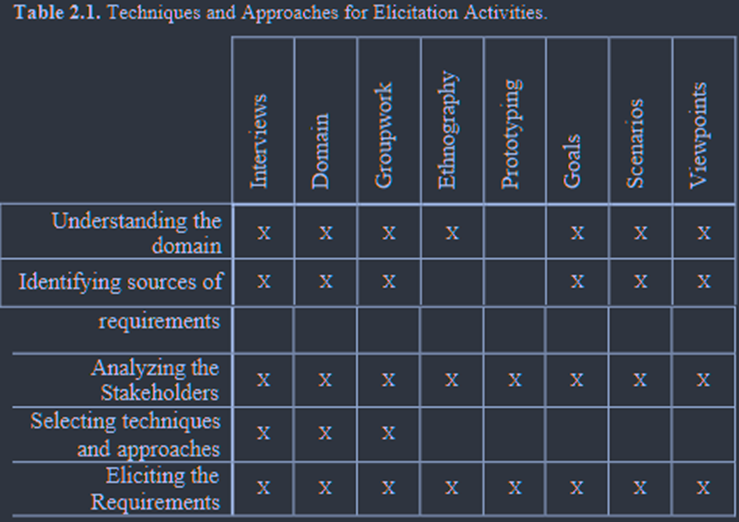 Table 2.1. Techniques and Approaches for Elicitation Activities.
Interviews
Domain
Groupwork
Ethnography
Prototyping
Goals
Scenarios
Viewpoints
Understanding the
domain X X X X X X X
Identifying sources of X X X X X X
requirements
Analyzing the
Stakeholders X X X X X X X X
Selecting techniques
and approaches X X X
Eliciting the
Requirements X X X X X X X X